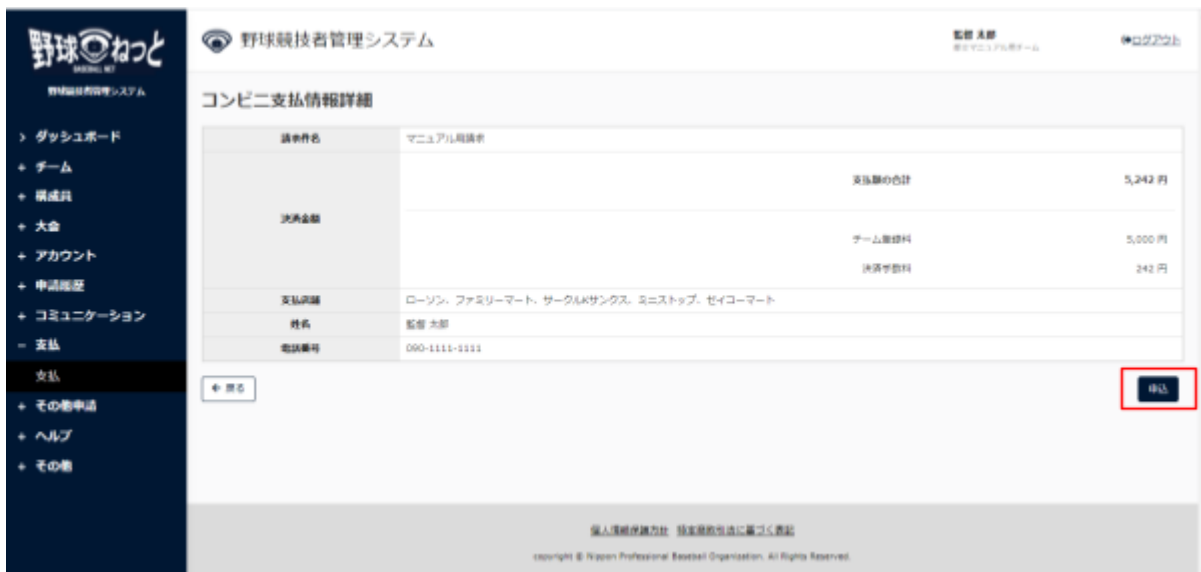 野球ねっと
BASEBALL NET
野球競技者管理システム
> ダッシュボード
+ チーム
+ 構成員
+ 大会
+ アカウント
+ 申請履歴
+ コミュニケーション
- 支払
支払
+ その他申請
+ ヘルプ
+ その他
野球競技者管理システム
監督 太郎
ログアウト
コンビニ支払情報詳細
請求件名 マニュアル用請求
決済金額
支払額の合計 5,242 円
チーム登録料 5,000 円
決済手数料 242 円
支払店舗 ローソン、ファミリーマート、サークルKサンクス、ミニストップ、セイコーマート
姓名 監督 太郎
電話番号 090-1111-1111
戻る
申込
個人情報保護方針 特定商取引法に基づく表記
copyright © Nippon Professional Baseball Organization. All Rights Reserved.